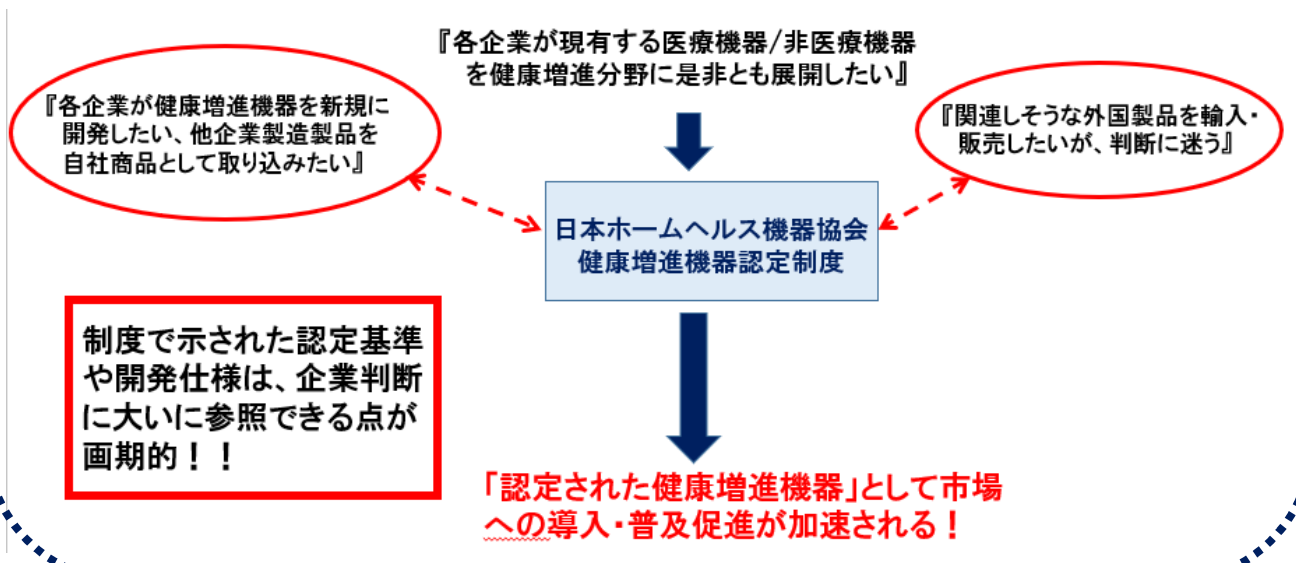 『各企業が現有する医療機器/非医療機器
を健康増進分野に是非とも展開したい』
『各企業が健康増進機器を新規に
開発したい、他企業製造製品を
自社商品として取り込みたい』
『関連しそうな外国製品を輸入・
販売したいが、判断に迷う』
日本ホームヘルス機器協会
健康増進機器認定制度
制度で示された認定基準
や開発仕様は、企業判断
に大いに参照できる点が
画期的！！
「認定された健康増進機器」として市場
への導入・普及促進が加速される！